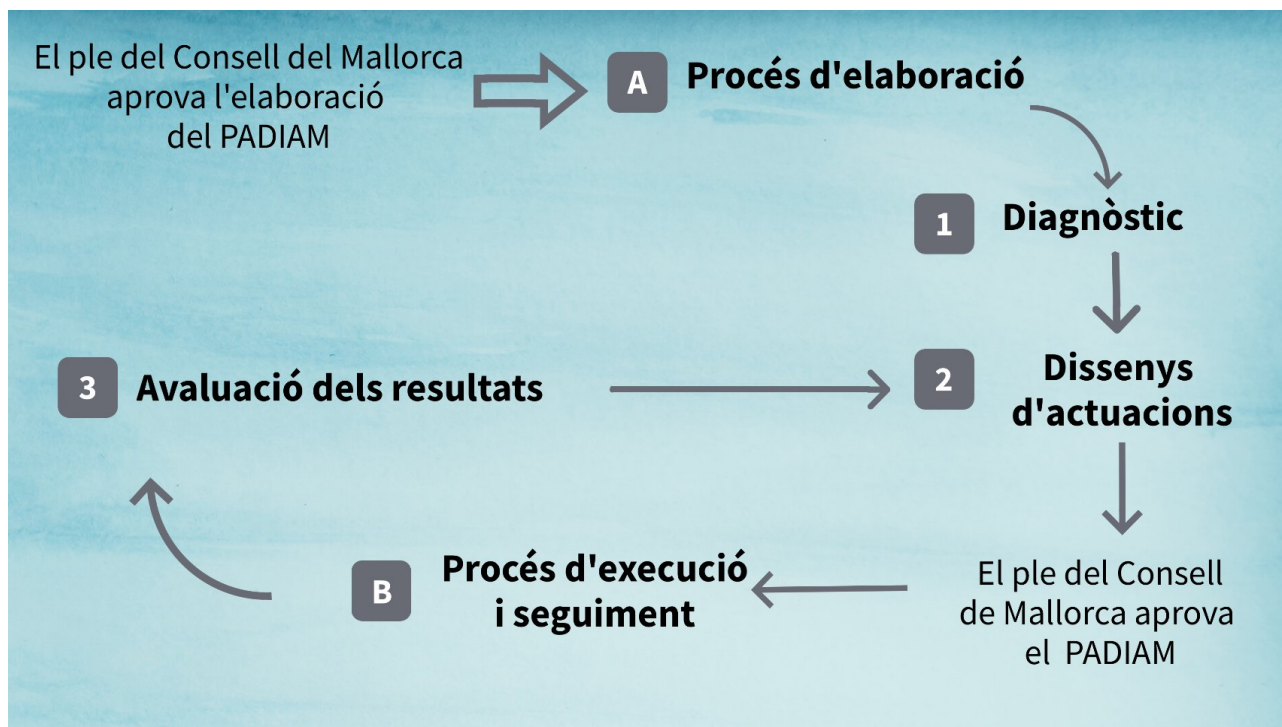 El ple del Consell del Mallorca
aprova l'elaboració
del PADIAM
A
Procés d'elaboració
1
Diagnòstic
2
Dissenys
d'actuacions
El ple del Consell
de Mallorca aprova
el PADIAM
B
Procés d'execució
i seguiment
3
Avaluació dels resultats